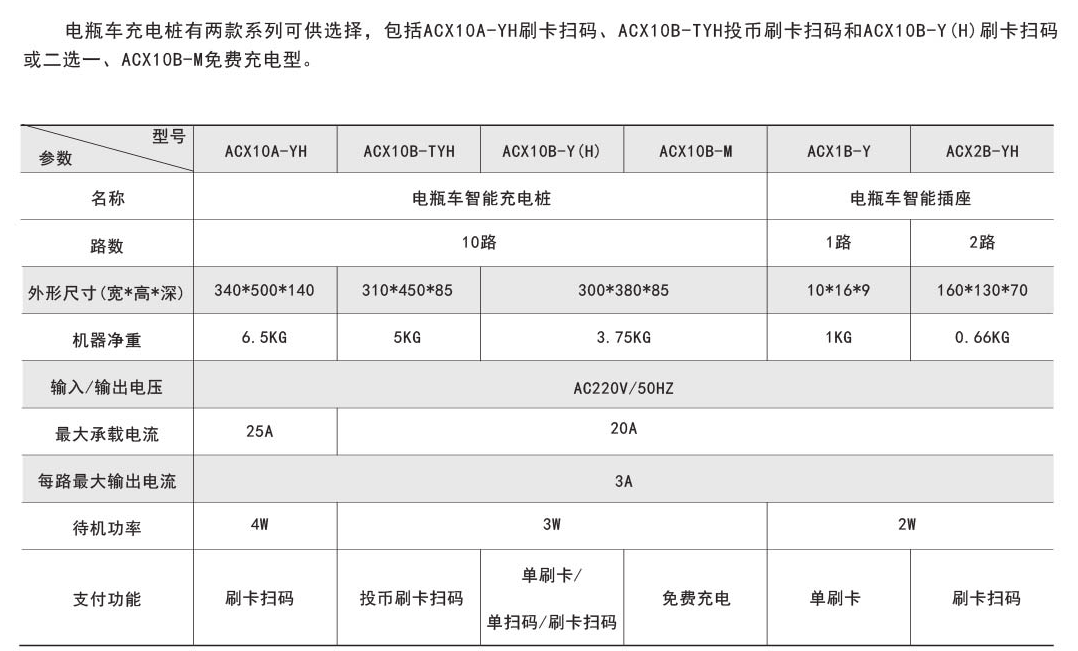 电瓶车充电桩有两款系列可供选择，包括ACX10A-YH刷卡扫码、ACX10B-TYH投币刷卡扫码和ACX10B-Y(H)刷卡扫码
或二选一、ACX10B-M免费充电型。
型号
参数 ACX10A-YH ACX10B-TYH ACX10B-Y(H) ACX10B-M ACX1B-Y ACX2B-YH
名称 电瓶车智能充电桩 电瓶车智能插座
路数 10路 1路 2路
外形尺寸(宽*高*深) 340*500*140 310*450*85 300*380*85 10*16*9 160*130*70
机器净重 6.5KG 5KG 3.75KG 1KG 0.66KG
输入/输出电压 AC220V/50HZ
最大承载电流 25A 20A
每路最大输出电流 3A
待机功率 4W 3W 2W
支付功能 刷卡扫码 投币刷卡扫码 单刷卡/
单扫码/刷卡扫码 免费充电 单刷卡 刷卡扫码